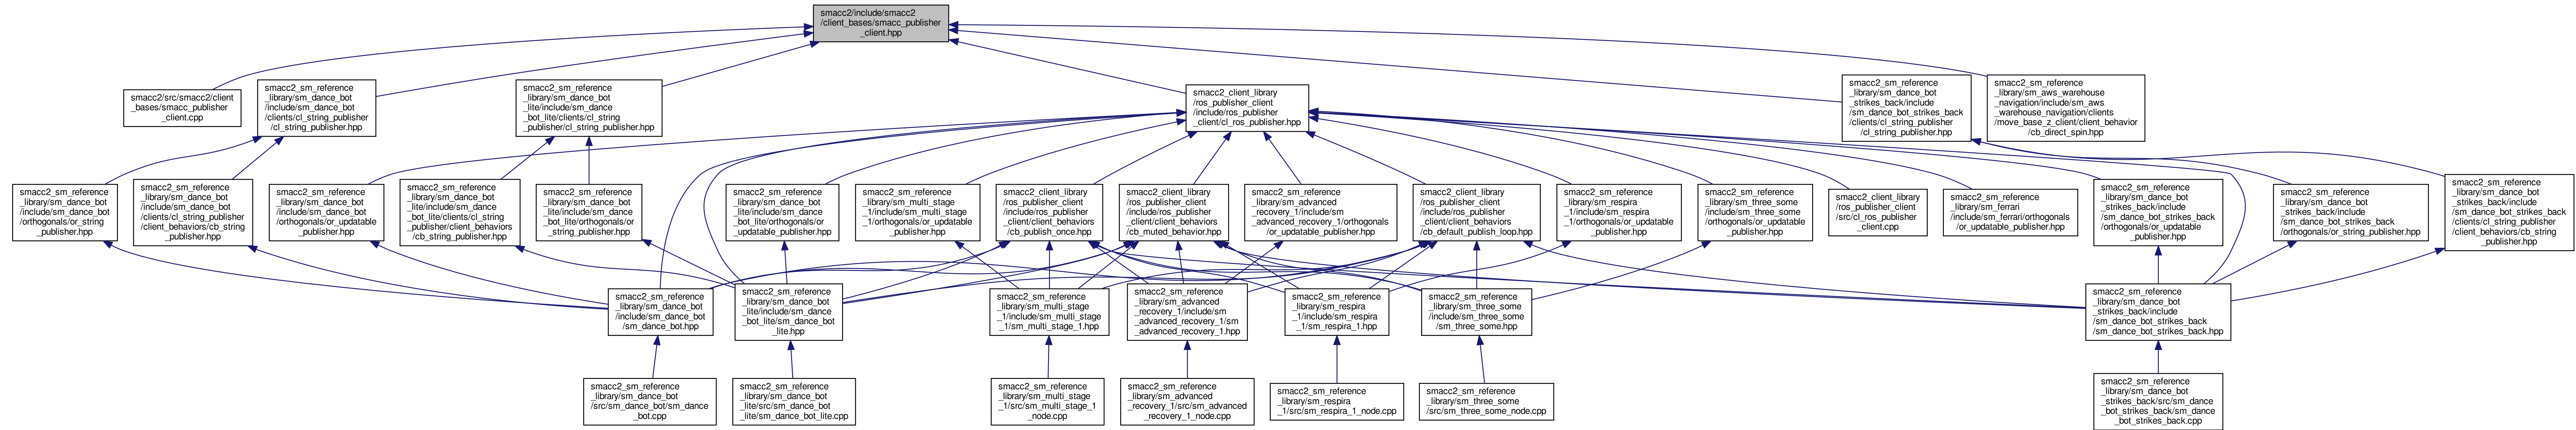 smacc2/include/smacc2
/client_bases/smacc_publisher
_client.hpp
smacc2/src/smacc2/client
_bases/smacc_publisher
_client.cpp
smacc2_sm_reference
_library/sm_dance_bot
/include/sm_dance_bot
/clients/cl_string_publisher
/cl_string_publisher.hpp
smacc2_sm_reference
_library/sm_dance_bot
_lite/include/sm_dance
_bot_lite/clients/cl_string
_publisher/cl_string_publisher.hpp
smacc2_client_library
/ros_publisher_client
/include/ros_publisher
_client/cl_ros_publisher.hpp
smacc2_sm_reference
_library/sm_dance_bot
_strikes_back/include
/sm_dance_bot_strikes_back
/clients/cl_string_publisher
/cl_string_publisher.hpp
smacc2_sm_reference
_library/sm_aws_warehouse
_navigation/include/sm_aws
_warehouse_navigation/clients
/move_base_z_client/client_behavior
/cb_direct_spin.hpp
smacc2_sm_reference
_library/sm_dance_bot
/include/sm_dance_bot
/orthogonals/or_string
_publisher.hpp
smacc2_sm_reference
_library/sm_dance_bot
/include/sm_dance_bot
/clients/cl_string_publisher
/client_behaviors/cb_string
_publisher.hpp
smacc2_sm_reference
_library/sm_dance_bot
/include/sm_dance_bot
/orthogonals/or_updatable
_publisher.hpp
smacc2_sm_reference
_library/sm_dance_bot
_lite/include/sm_dance
_bot_lite/clients/cl_string
_publisher/client_behaviors
/cb_string_publisher.hpp
smacc2_sm_reference
_library/sm_dance_bot
_lite/include/sm_dance
_bot_lite/orthogonals/or
_string_publisher.hpp
smacc2_sm_reference
_library/sm_dance_bot
_lite/include/sm_dance
_bot_lite/orthogonals/or
_updatable_publisher.hpp
smacc2_sm_reference
_library/sm_multi_stage
_1/include/sm_multi_stage
_1/orthogonals/or_updatable
_publisher.hpp
smacc2_client_library
/ros_publisher_client
/include/ros_publisher
_client/client_behaviors
/cb_publish_once.hpp
smacc2_client_library
/ros_publisher_client
/include/ros_publisher
_client/client_behaviors
/cb_muted_behavior.hpp
smacc2_sm_reference
_library/sm_advanced
_recovery_1/include/sm
_advanced_recovery_1/orthogonals
/or_updatable_publisher.hpp
smacc2_client_library
/ros_publisher_client
/include/ros_publisher
_client/client_behaviors
/cb_default_publish_loop.hpp
smacc2_sm_reference
_library/sm_respira
_1/include/sm_respira
_1/orthogonals/or_updatable
_publisher.hpp
smacc2_sm_reference
_library/sm_three_some
/include/sm_three_some
/orthogonals/or_updatable
_publisher.hpp
smacc2_client_library
/ros_publisher_client
/src/cl_ros_publisher
_client.cpp
smacc2_sm_reference
_library/sm_ferrari
/include/sm_ferrari/orthogonals
/or_updatable_publisher.hpp
smacc2_sm_reference
_library/sm_dance_bot
_strikes_back/include
/sm_dance_bot_strikes_back
/orthogonals/or_updatable
_publisher.hpp
smacc2_sm_reference
_library/sm_dance_bot
_strikes_back/include
/sm_dance_bot_strikes_back
/orthogonals/or_string_publisher.hpp
smacc2_sm_reference
_library/sm_dance_bot
_strikes_back/include
/sm_dance_bot_strikes_back
/clients/cl_string_publisher
/client_behaviors/cb_string
_publisher.hpp
smacc2_sm_reference
_library/sm_dance_bot
/include/sm_dance_bot
/sm_dance_bot.hpp
smacc2_sm_reference
_library/sm_dance_bot
_lite/include/sm_dance
_bot_lite/sm_dance_bot
_lite.hpp
smacc2_sm_reference
_library/sm_multi_stage
_1/include/sm_multi_stage
_1/sm_multi_stage_1.hpp
smacc2_sm_reference
_library/sm_advanced
_recovery_1/include/sm
_advanced_recovery_1/sm
_advanced_recovery_1.hpp
smacc2_sm_reference
_library/sm_respira
_1/include/sm_respira
_1/sm_respira_1.hpp
smacc2_sm_reference
_library/sm_three_some
/include/sm_three_some
/sm_three_some.hpp
smacc2_sm_reference
_library/sm_dance_bot
_strikes_back/include
/sm_dance_bot_strikes_back
/sm_dance_bot_strikes_back.hpp
smacc2_sm_reference
_library/sm_dance_bot
/src/sm_dance_bot/sm_dance
_bot.cpp
smacc2_sm_reference
_library/sm_dance_bot
_lite/src/sm_dance_bot
_lite/sm_dance_bot_lite.cpp
smacc2_sm_reference
_library/sm_multi_stage
_1/src/sm_multi_stage_1
_node.cpp
smacc2_sm_reference
_library/sm_advanced
_recovery_1/src/sm_advanced
_recovery_1_node.cpp
smacc2_sm_reference
_library/sm_respira
_1/src/sm_respira_1_node.cpp
smacc2_sm_reference
_library/sm_three_some
/src/sm_three_some_node.cpp
smacc2_sm_reference
_library/sm_dance_bot
_strikes_back/src/sm_dance
_bot_strikes_back/sm_dance
_bot_strikes_back.cpp